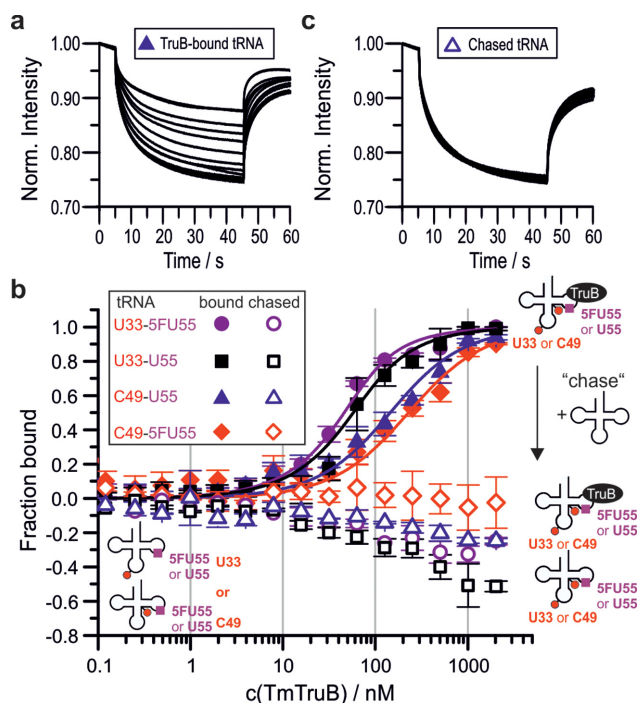 a
TruB-bound tRNA
Norm. Intensity
1.00
0.90
0.80
0.70
0 10 20 30 40 50 60
Time / s
c
Chased tRNA
Norm. Intensity
1.00
0.90
0.80
0.70
0 10 20 30 40 50 60
Time / s
b
tRNA bound chased
U33-5FU55
U33-U55
C49-U55
C49-5FU55
Fraction bound
1.0
0.8
0.6
0.4
0.2
0.0
-0.2
-0.4
-0.6
-0.8
0.1 1 10 100 1000
c(TmTruB) / nM
5FU55
or U55
U33
or
5FU55
or U55
C49
TruB
5FU55
or U55
U33 or C49
"chase"
+
TruB
5FU55
or U55
U33 or C49
5FU55
or U55
U33 or C49